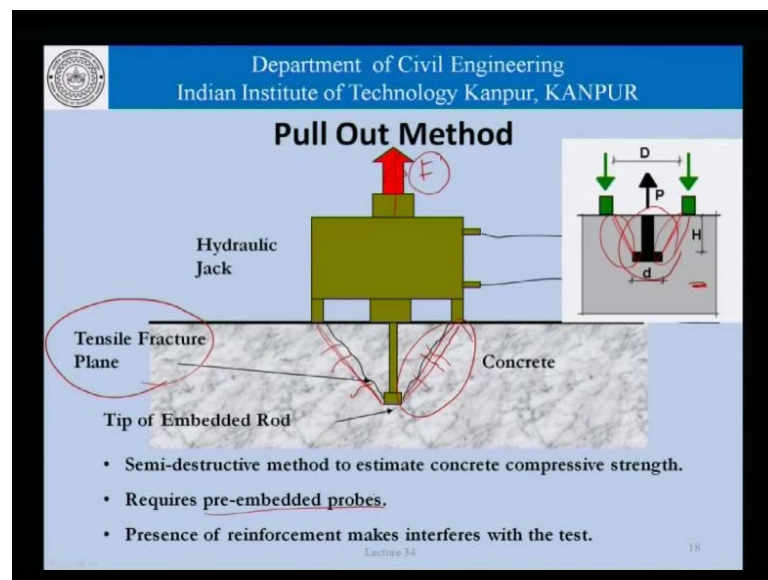 Department of Civil Engineering
Indian Institute of Technology Kanpur, KANPUR
Pull Out Method
F
D
P
H
d
Hydraulic
Jack
Tensile Fracture
Plane
Concrete
Tip of Embedded Rod
• Semi-destructive method to estimate concrete compressive strength.
• Requires pre-embedded probes.
• Presence of reinforcement makes interferes with the test.
Lecture 34
18